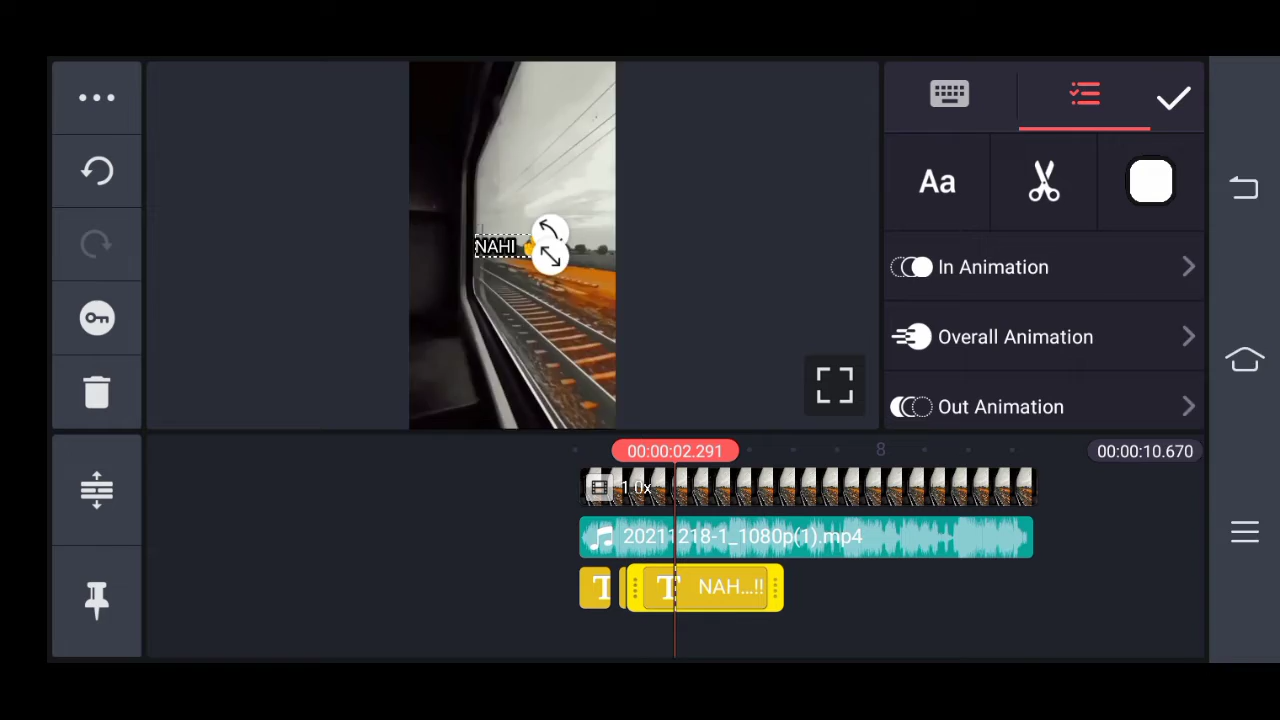 NAHI
Aa
In Animation
Overall Animation
Out Animation
00:00:02.291
8
00:00:10.670
1.0x
20211218-1_1080p(1).mp4
T
T NAH...!!